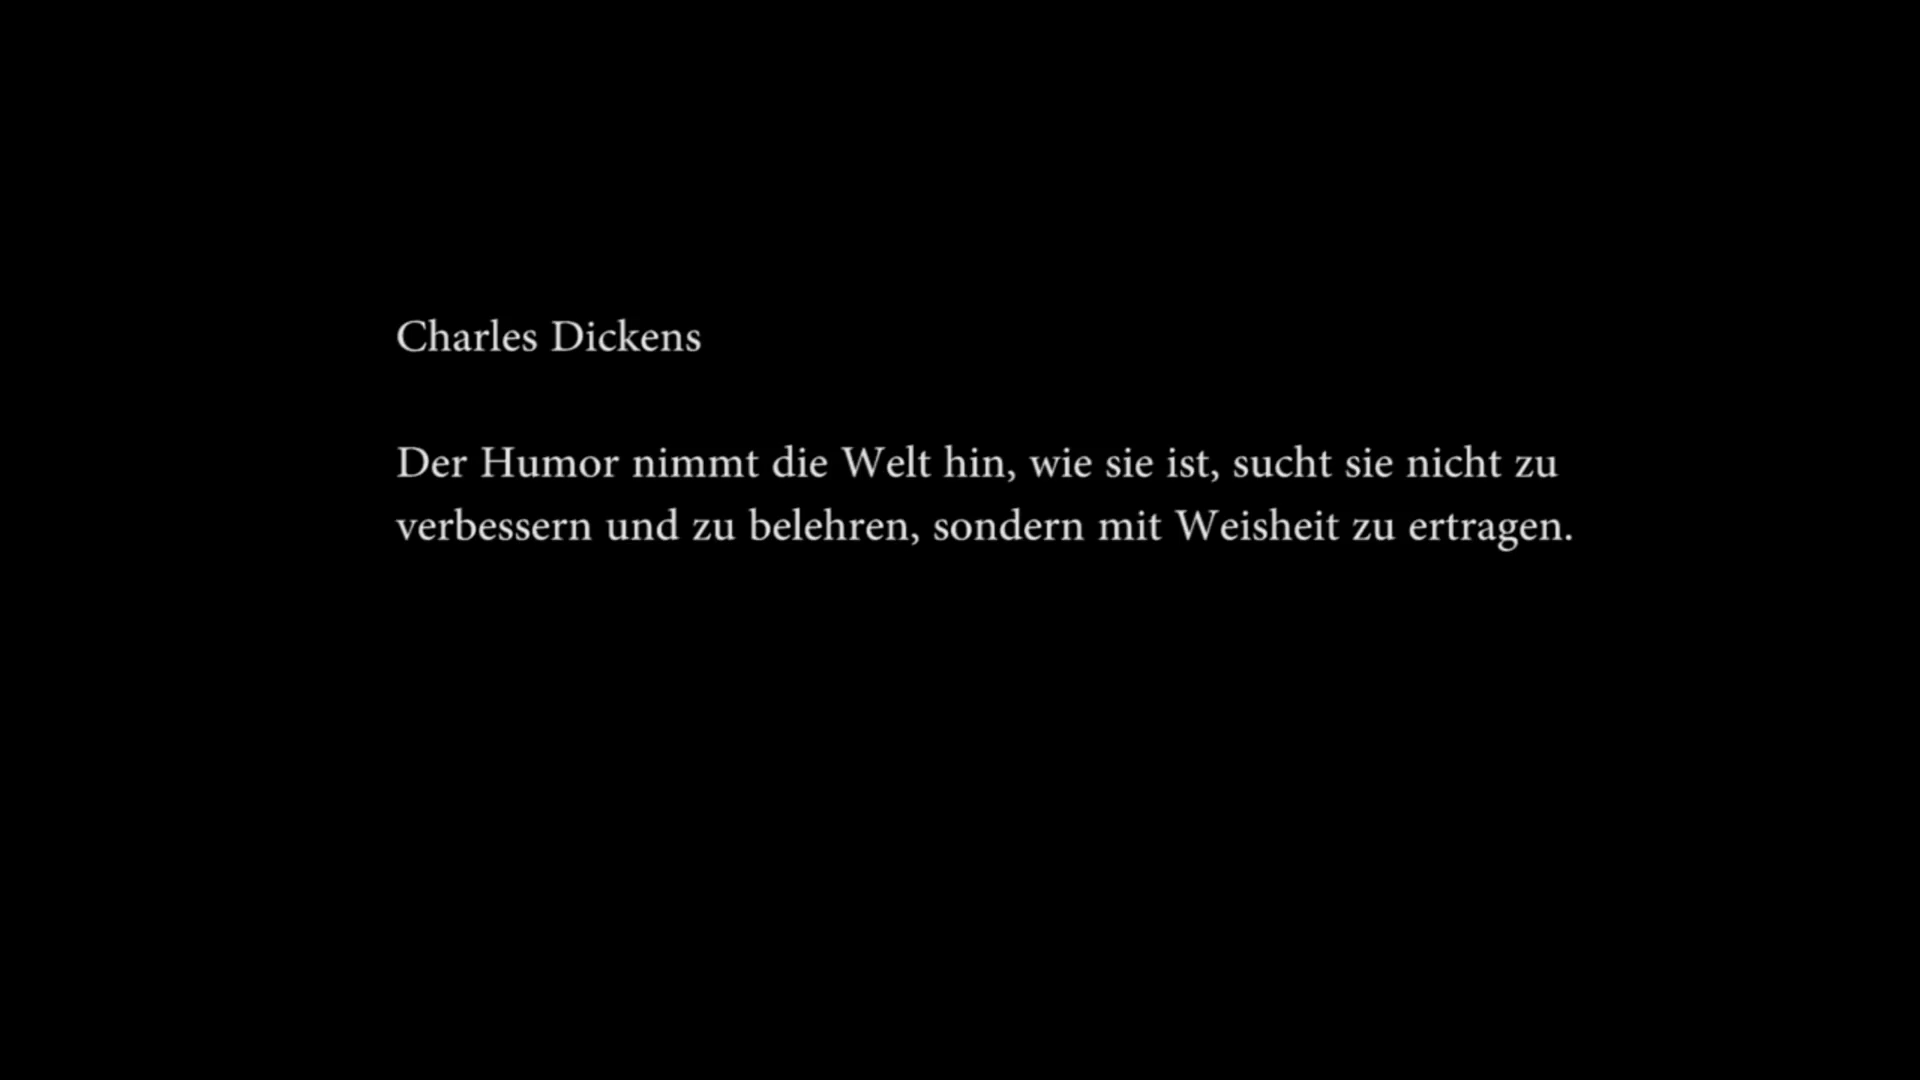 Charles Dickens
Der Humor nimmt die Welt hin, wie sie ist, sucht sie nicht zu
verbessern und zu belehren, sondern mit Weisheit zu ertragen.